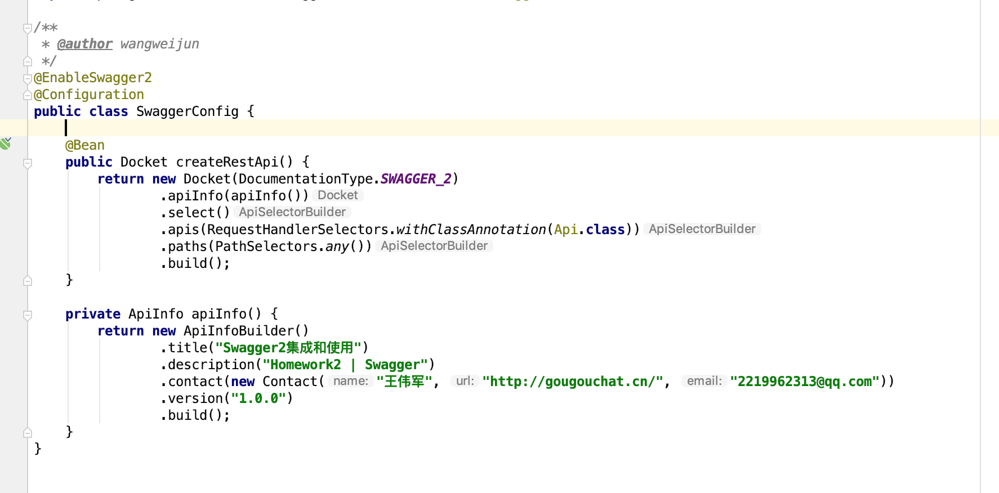 /**
 * @author wangweijun
 */
@EnableSwagger2
@Configuration
public class SwaggerConfig {
@Bean
public Docket createRestApi() {
return new Docket(DocumentationType.SWAGGER_2)
.apiInfo(apiInfo()) Docket
.select() ApiSelectorBuilder
.apis(RequestHandlerSelectors.withClassAnnotation(Api.class)) ApiSelectorBuilder
.paths(PathSelectors.any()) ApiSelectorBuilder
.build();
}
private ApiInfo apiInfo() {
return new ApiInfoBuilder()
.title("Swagger2集成和使用")
.description("Homework2 | Swagger")
.contact(new Contact( name: "王伟军", url: "http://gougouchat.cn/", email: "2219962313@qq.com"))
.version("1.0.0")
.build();
}
}